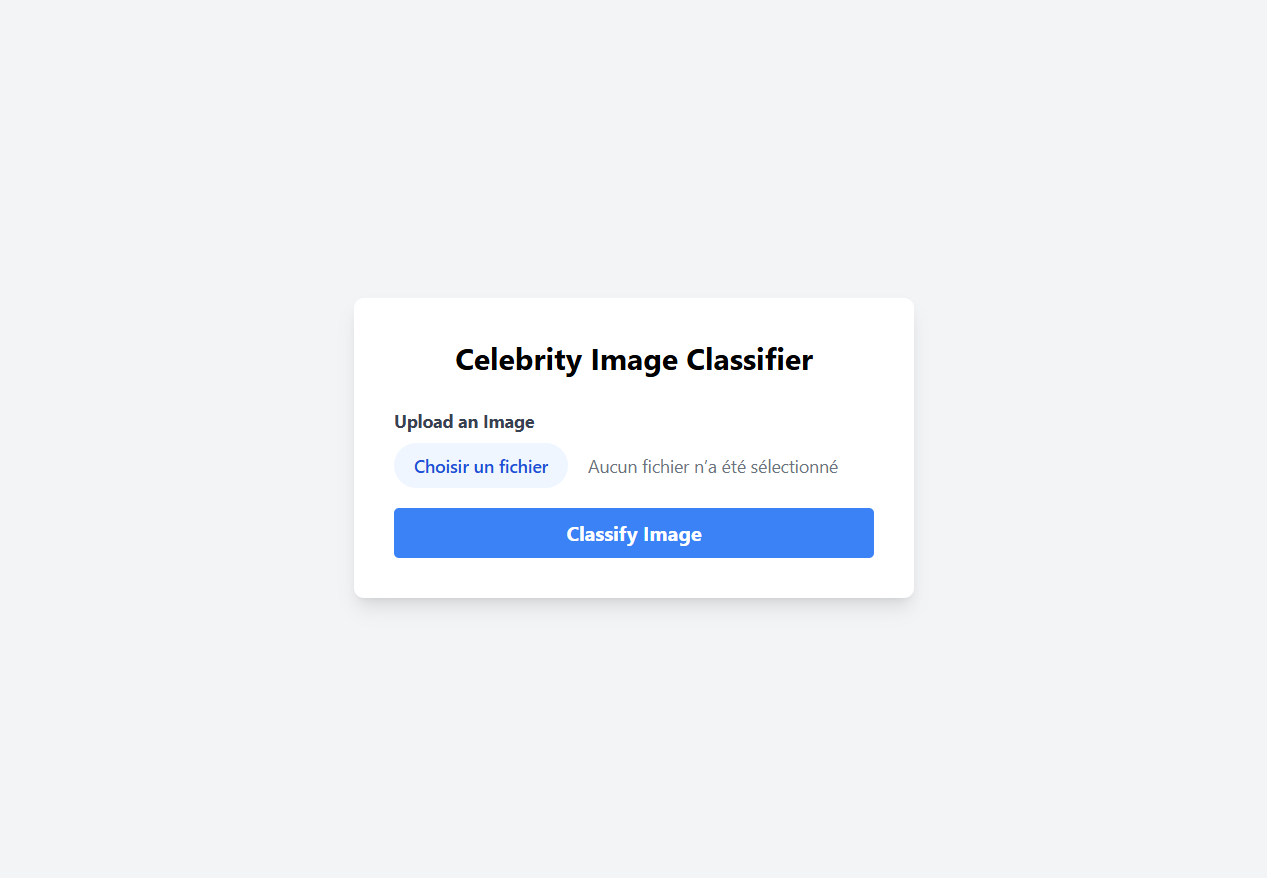 Celebrity Image Classifier
Upload an Image
Choisir un fichier Aucun fichier n’a été sélectionné
Classify Image